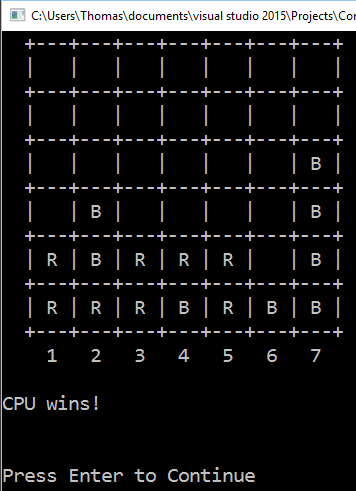 C:\Users\Thomas\documents\visual studio 2015\Projects\Con
+---+---+---+---+---+---+---+
|   |   |   |   |   |   |   |
+---+---+---+---+---+---+---+
|   |   |   |   |   |   |   |
+---+---+---+---+---+---+---+
|   |   |   |   |   |   | B |
+---+---+---+---+---+---+---+
|   | B |   |   |   |   | B |
+---+---+---+---+---+---+---+
| R | B | R | R | R |   | B |
+---+---+---+---+---+---+---+
| R | R | R | B | R | B | B |
+---+---+---+---+---+---+---+
1 2 3 4 5 6 7
CPU wins!
Press Enter to Continue